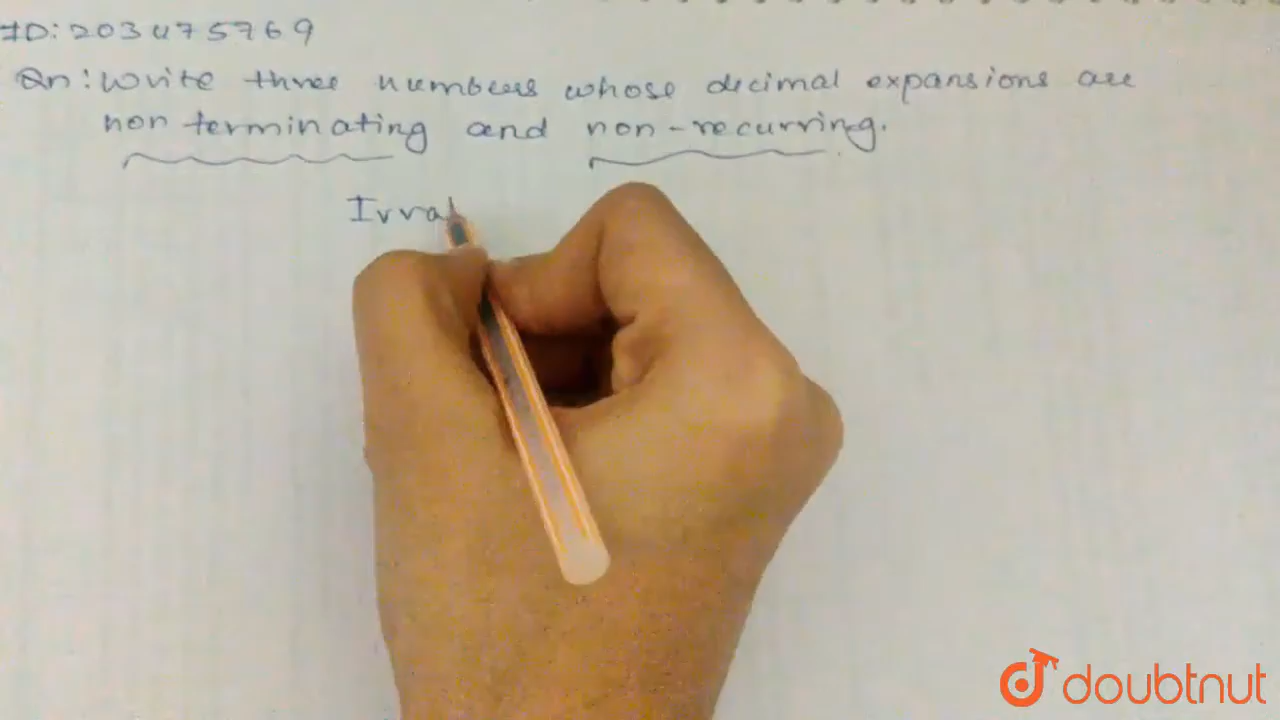 ID: 203475769
Qn: Write three numbers whose decimal expansions are
non terminating and non-recurring.
Irra
doubtnut